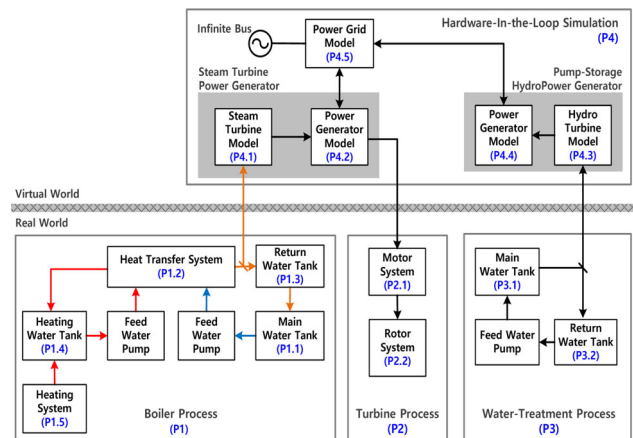 Hardware-In-the-Loop Simulation
(P4)
Infinite Bus
Power Grid
Model
(P4.5)
Steam Turbine
Power Generator
Pump-Storage
HydroPower Generator
Steam
Turbine
Model
(P4.1)
Power
Generator
Model
(P4.2)
Power
Generator
Model
(P4.4)
Hydro
Turbine
Model
(P4.3)
Virtual World
Real World
Heat Transfer System
(P1.2)
Return
Water Tank
(P1.3)
Heating
Water Tank
(P1.4)
Feed
Water
Pump
Feed
Water
Pump
Main
Water Tank
(P1.1)
Heating
System
(P1.5)
Boiler Process
(P1)
Motor
System
(P2.1)
Rotor
System
(P2.2)
Turbine Process
(P2)
Main
Water Tank
(P3.1)
Feed Water
Pump
Return
Water Tank
(P3.2)
Water-Treatment Process
(P3)